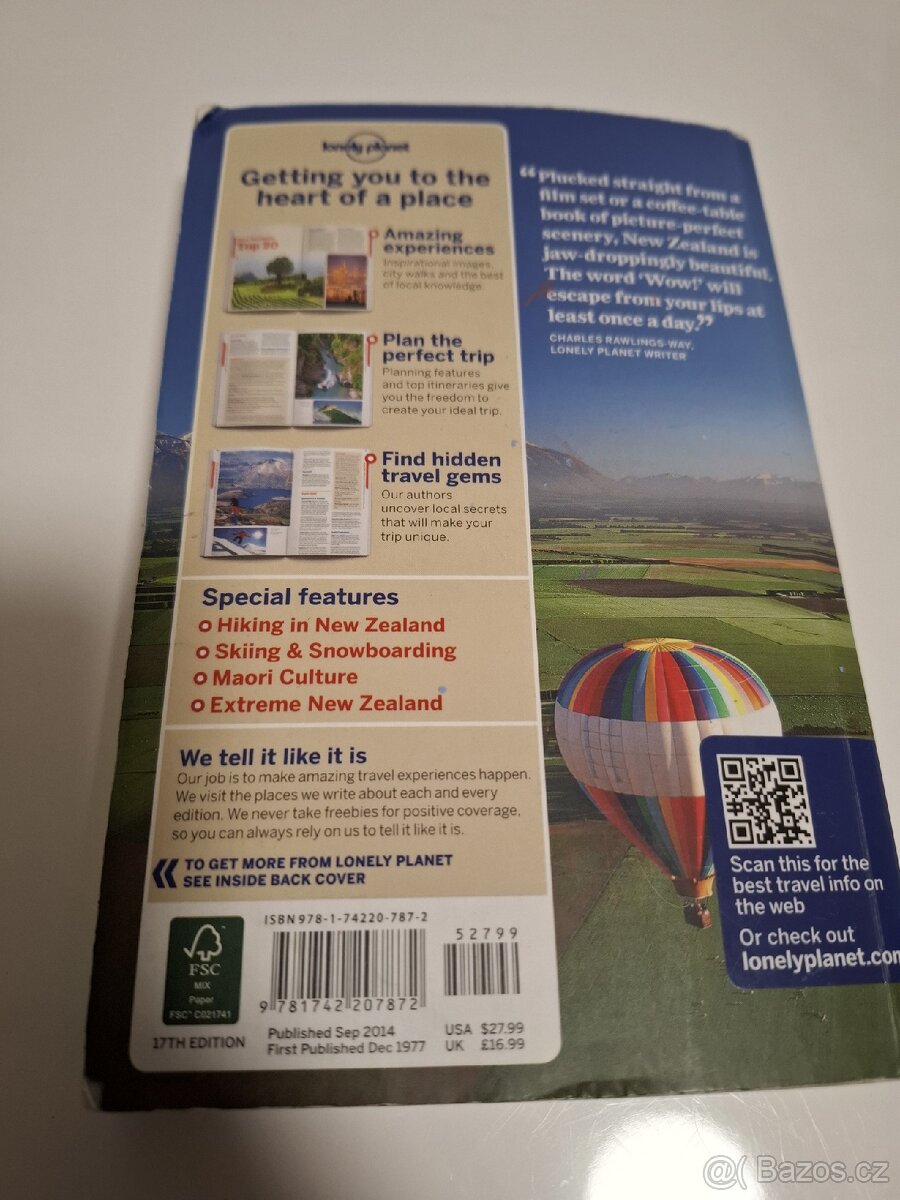 lonely planet
Getting you to the
heart of a place
Top 20
Amazing
experiences
Inspirational images,
city walks and the best
of local knowledge.
Plan the
perfect trip
Planning features
and top itineraries give
you the freedom to
create your ideal trip.
Find hidden
travel gems
Our authors
uncover local secrets
that will make your
trip unique.
Special features
Hiking in New Zealand
Skiing & Snowboarding
Maori Culture
Extreme New Zealand
We tell it like it is
Our job is to make amazing travel experiences happen.
We visit the places we write about each and every
edition. We never take freebies for positive coverage,
so you can always rely on us to tell it like it is.
« TO GET MORE FROM LONELY PLANET
SEE INSIDE BACK COVER
FSC
MIX
Paper
FSC™ C021741
17TH EDITION
ISBN 978-1-74220-787-2
52799
9 781742 207872
Published Sep 2014
First Published Dec 1977
USA $27.99
UK £16.99
“Plucked straight from a
film set or a coffee-table
book of picture-perfect
scenery, New Zealand is
jaw-droppingly beautiful.
The word ‘Wow!’ will
escape from your lips at
least once a day.”
CHARLES RAWLINGS-WAY,
LONELY PLANET WRITER
Scan this for the
best travel info on
the web
Or check out
lonelyplanet.com
@( Bazos.cz